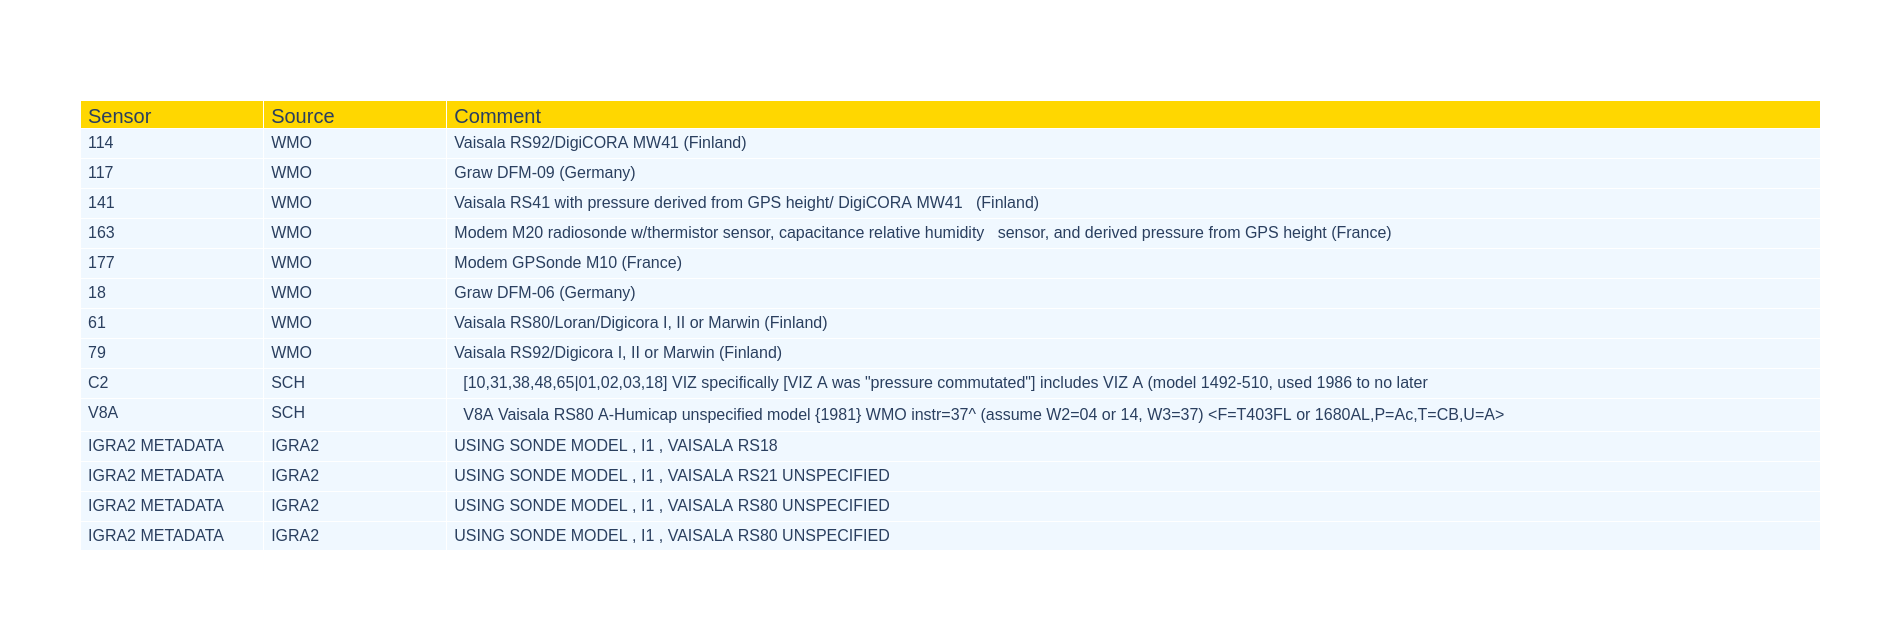 Sensor Source Comment
114 WMO Vaisala RS92/DigiCORA MW41 (Finland)
117 WMO Graw DFM-09 (Germany)
141 WMO Vaisala RS41 with pressure derived from GPS height/ DigiCORA MW41   (Finland)
163 WMO Modem M20 radiosonde w/thermistor sensor, capacitance relative humidity   sensor, and derived pressure from GPS height (France)
177 WMO Modem GPSonde M10 (France)
18 WMO Graw DFM-06 (Germany)
61 WMO Vaisala RS80/Loran/Digicora I, II or Marwin (Finland)
79 WMO Vaisala RS92/Digicora I, II or Marwin (Finland)
C2 SCH [10,31,38,48,65|01,02,03,18] VIZ specifically [VIZ A was "pressure commutated"] includes VIZ A (model 1492-510, used 1986 to no later
V8A SCH V8A Vaisala RS80 A-Humicap unspecified model {1981} WMO instr=37^ (assume W2=04 or 14, W3=37) <F=T403FL or 1680AL,P=Ac,T=CB,U=A>
IGRA2 METADATA IGRA2 USING SONDE MODEL , I1 , VAISALA RS18
IGRA2 METADATA IGRA2 USING SONDE MODEL , I1 , VAISALA RS21 UNSPECIFIED
IGRA2 METADATA IGRA2 USING SONDE MODEL , I1 , VAISALA RS80 UNSPECIFIED
IGRA2 METADATA IGRA2 USING SONDE MODEL , I1 , VAISALA RS80 UNSPECIFIED